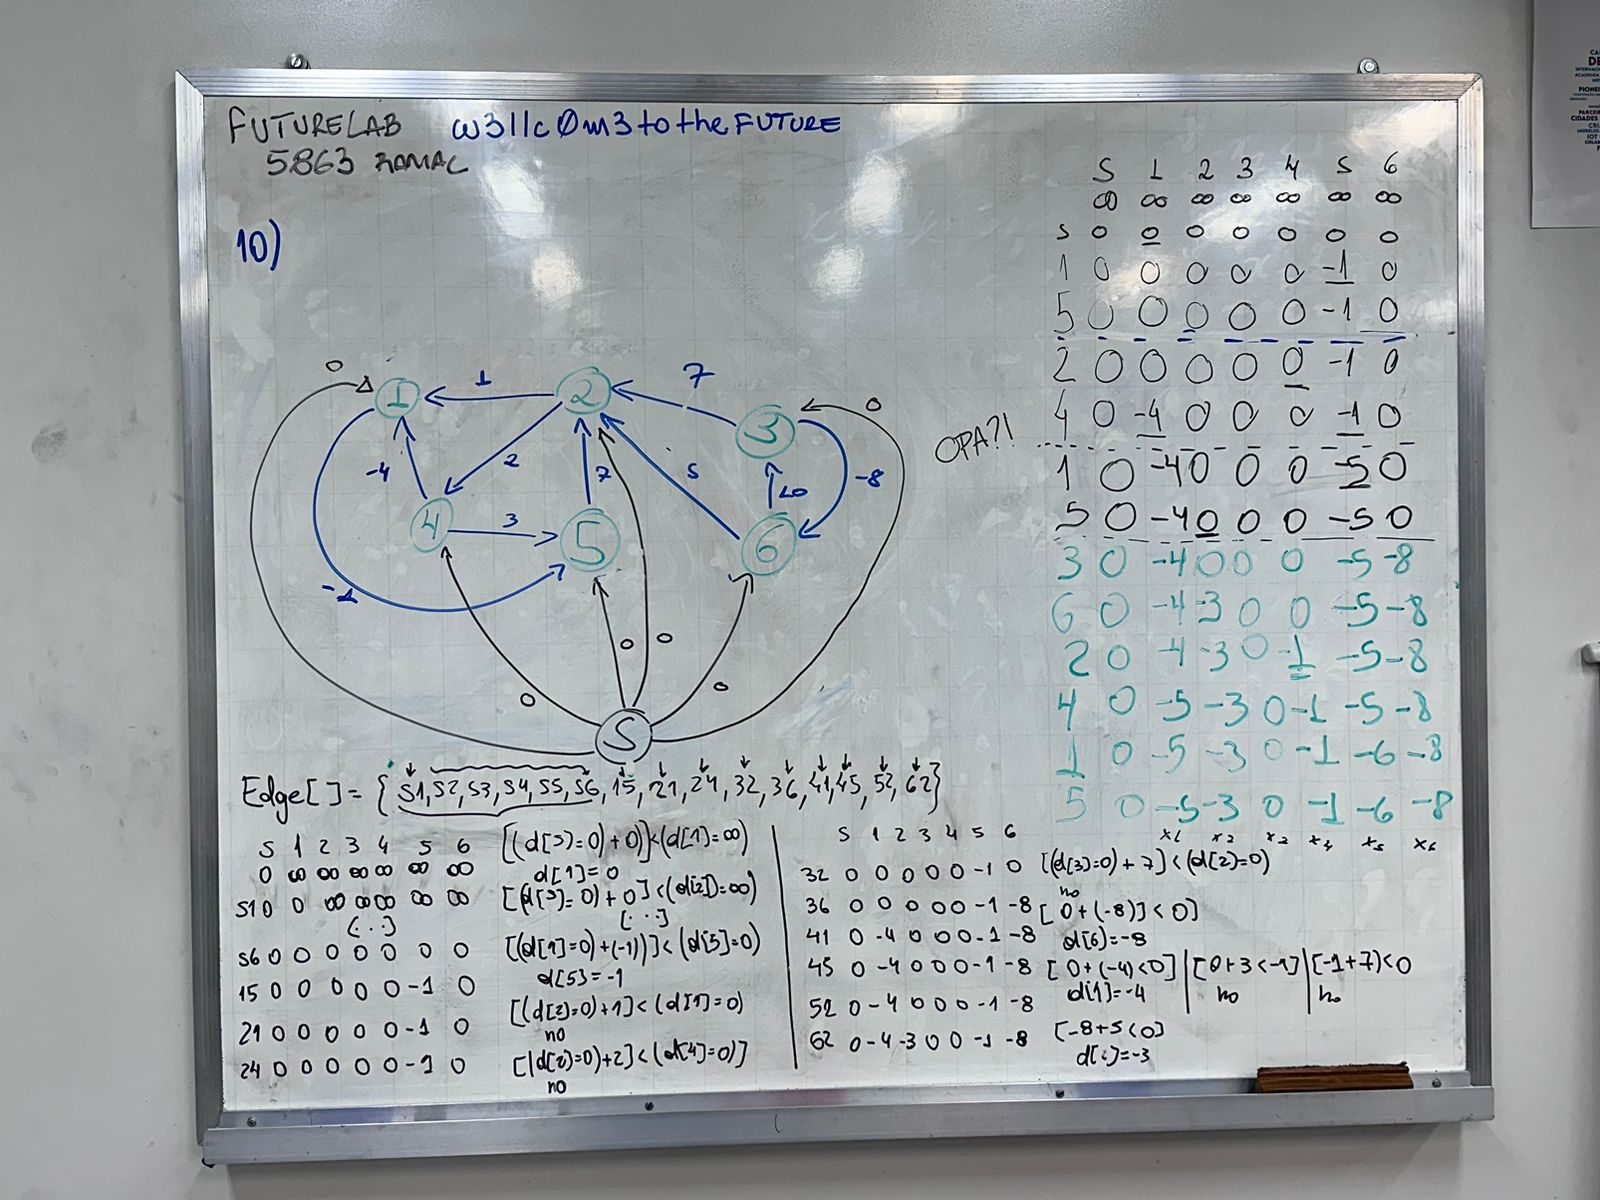 FUTURELAB w3llc0m3totheFUTURE
5863 RAMAL
10)
0
1
1
2
7
3
0
-4
2
7
5
10
-8
4
3
5
6
-1
0
0
0
0
S
OPA?!
S 1 2 3 4 5 6
∞ ∞ ∞ ∞ ∞ ∞ ∞
S 0 0 0 0 0 0 0
1 0 0 0 0 0 -1 0
5 0 0 0 0 0 -1 0
2 0 0 0 0 0 -1 0
4 0 -4 0 0 0 -1 0
1 0 -4 0 0 0 -5 0
5 0 -4 0 0 0 -5 0
3 0 -4 0 0 0 -5 -8
6 0 -4 -3 0 0 -5 -8
2 0 -4 -3 0 -1 -5 -8
4 0 -5 -3 0 -1 -5 -8
1 0 -5 -3 0 -1 -6 -8
5 0 -5 -3 0 -1 -6 -8
x1 x2 x3 x4 x5 x6
Edge[ ] = { S1, S2, S3, S4, S5, S6, 15, 21, 24, 32, 36, 41, 45, 52, 62 }
S 1 2 3 4 5 6
0 ∞ ∞ ∞ ∞ ∞ ∞
S1 0 0 ∞ ∞ ∞ ∞ ∞
(...)
S6 0 0 0 0 0 0 0
15 0 0 0 0 0 -1 0
21 0 0 0 0 0 -1 0
24 0 0 0 0 0 -1 0
[(d[S]=0)+0)]<(d[1]=∞)
d[1]=0
[(d[S]=0)+0]<(d[2])=∞)
[...]
[(d[1]=0)+(-1))]<(d[5]=0)
d[5]=-1
[(d[2]=0)+1]<(d[1]=0)
no
[(d[2]=0)+2]<(d[4]=0)]
no
S 1 2 3 4 5 6
32 0 0 0 0 0 -1 0 [(d[3]=0)+7]<(d[2]=0)
no
36 0 0 0 0 0 -1 -8 [0+(-8)]<0]
41 0 -4 0 0 0 -1 -8 d[6]=-8
45 0 -4 0 0 0 -1 -8 [0+(-4)<0] | [0+3<-1] | [-1+7)<0
d[1]=-4 no no
52 0 -4 0 0 0 -1 -8
62 0 -4 -3 0 0 -1 -8 [-8+5<0]
d[2]=-3